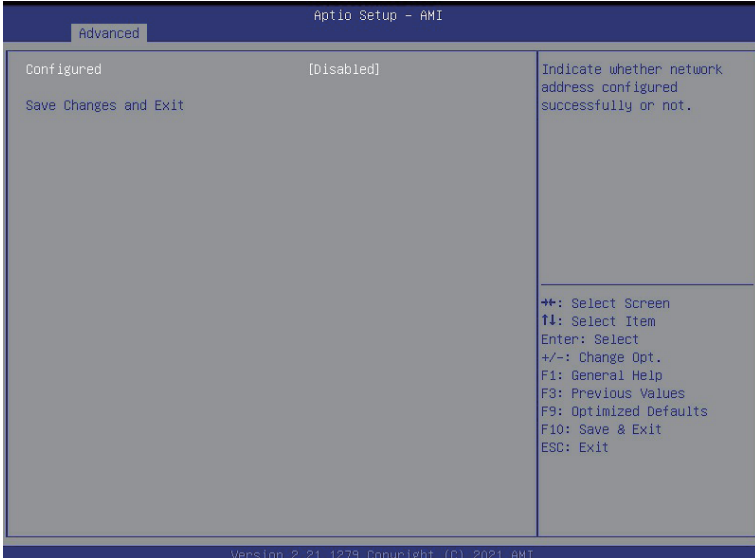 Aptio Setup – AMI
Advanced
Configured [Disabled]
Save Changes and Exit
Indicate whether network
address configured
successfully or not.
→←: Select Screen
↑↓: Select Item
Enter: Select
+/-: Change Opt.
F1: General Help
F3: Previous Values
F9: Optimized Defaults
F10: Save & Exit
ESC: Exit
Version 2.21.1279 Copyright (C) 2021 AMI